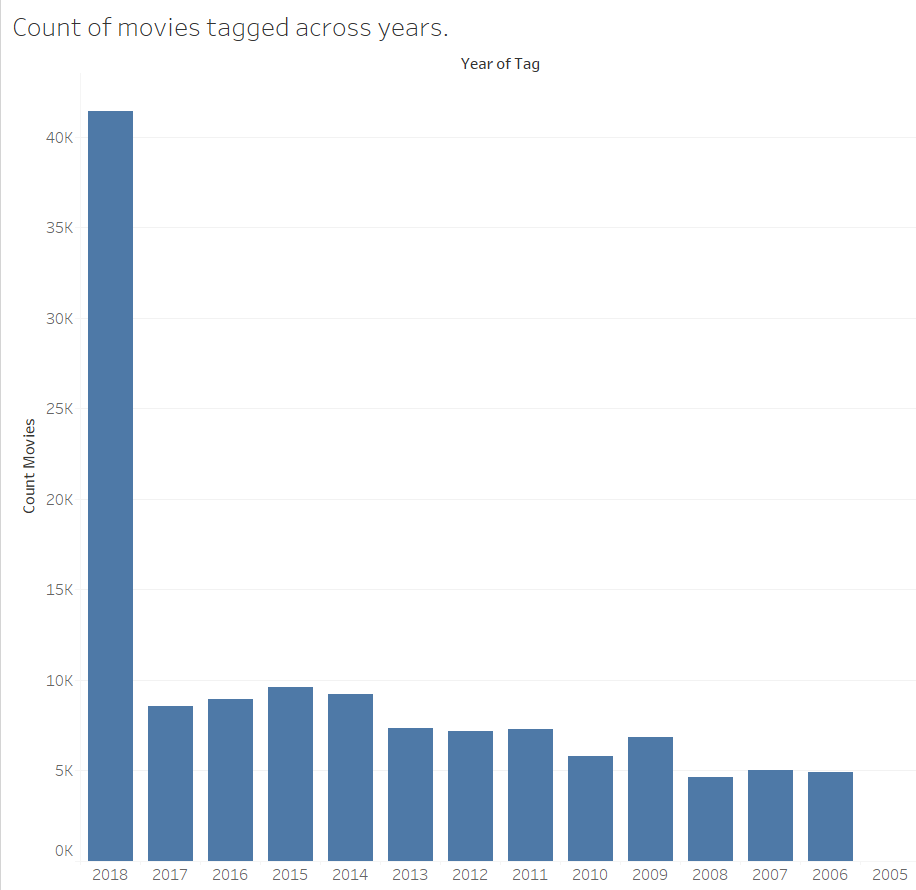 Count of movies tagged across years.
Year of Tag
40K
35K
30K
25K
20K
15K
10K
5K
0K
Count Movies
2018 2017 2016 2015 2014 2013 2012 2011 2010 2009 2008 2007 2006 2005